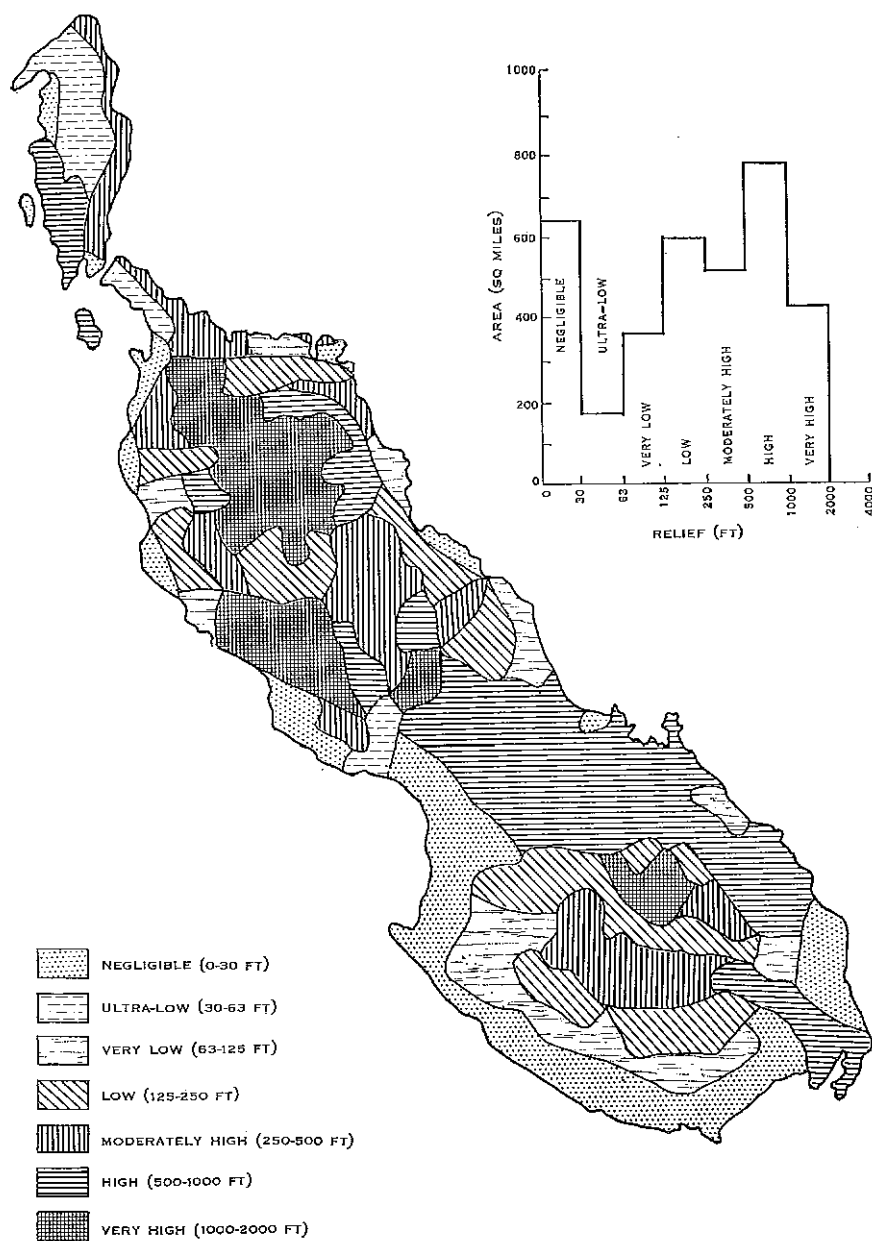 1000
800
600
400
200
0
AREA (SQ MILES)
NEGLIGIBLE
ULTRA-LOW
VERY LOW
LOW
MODERATELY HIGH
HIGH
VERY HIGH
0
30
63
125
250
500
1000
2000
4000
RELIEF (FT)
NEGLIGIBLE (0-30 FT)
ULTRA-LOW (30-63 FT)
VERY LOW (63-125 FT)
LOW (125-250 FT)
MODERATELY HIGH (250-500 FT)
HIGH (500-1000 FT)
VERY HIGH (1000-2000 FT)